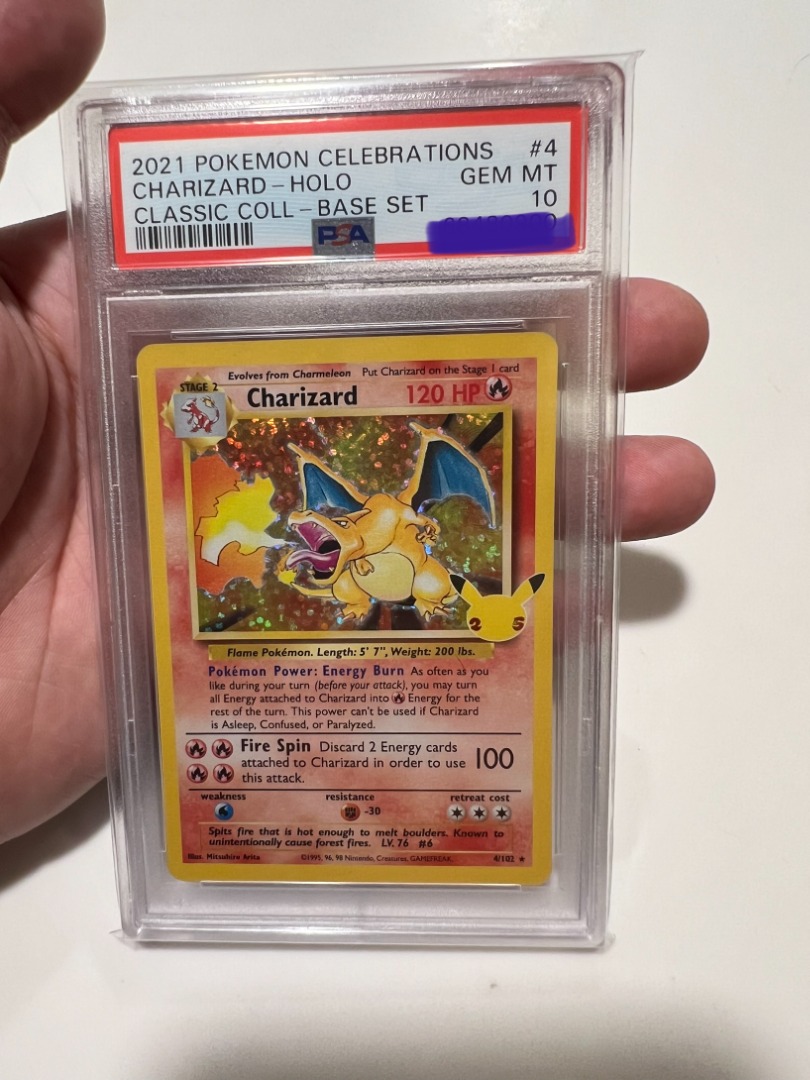 2021 POKEMON CELEBRATIONS #4
CHARIZARD - HOLO GEM MT
CLASSIC COLL - BASE SET 10
PSA
STAGE 2
Evolves from Charmeleon Put Charizard on the Stage 1 card
Charizard 120 HP
25
Flame Pokémon. Length: 5' 7", Weight: 200 lbs.
Pokémon Power: Energy Burn As often as you
like during your turn (before your attack), you may turn
all Energy attached to Charizard into Energy for the
rest of the turn. This power can't be used if Charizard
is Asleep, Confused, or Paralyzed.
Fire Spin Discard 2 Energy cards
attached to Charizard in order to use 100
this attack.
weakness resistance retreat cost
-30
Spits fire that is hot enough to melt boulders. Known to
unintentionally cause forest fires. LV. 76 #6
Illus. Mitsuhiro Arita ©1995, 96, 98 Nintendo, Creatures, GAMEFREAK. 4/102 ★